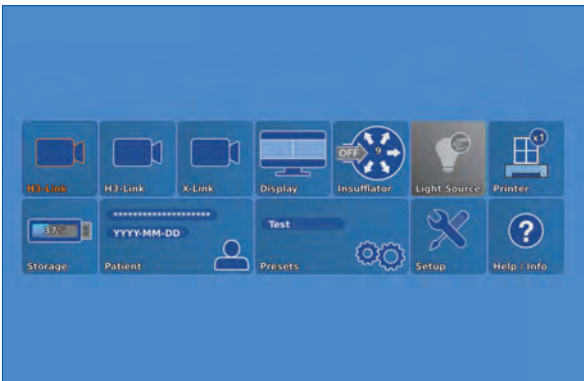 H3-Link
H3-Link
X-Link
Display
OFF
9
Insufflator
Light Source
x1
Printer
37%
Storage
********************
YYYY-MM-DD
Patient
Test
Presets
Setup
?
Help / Info